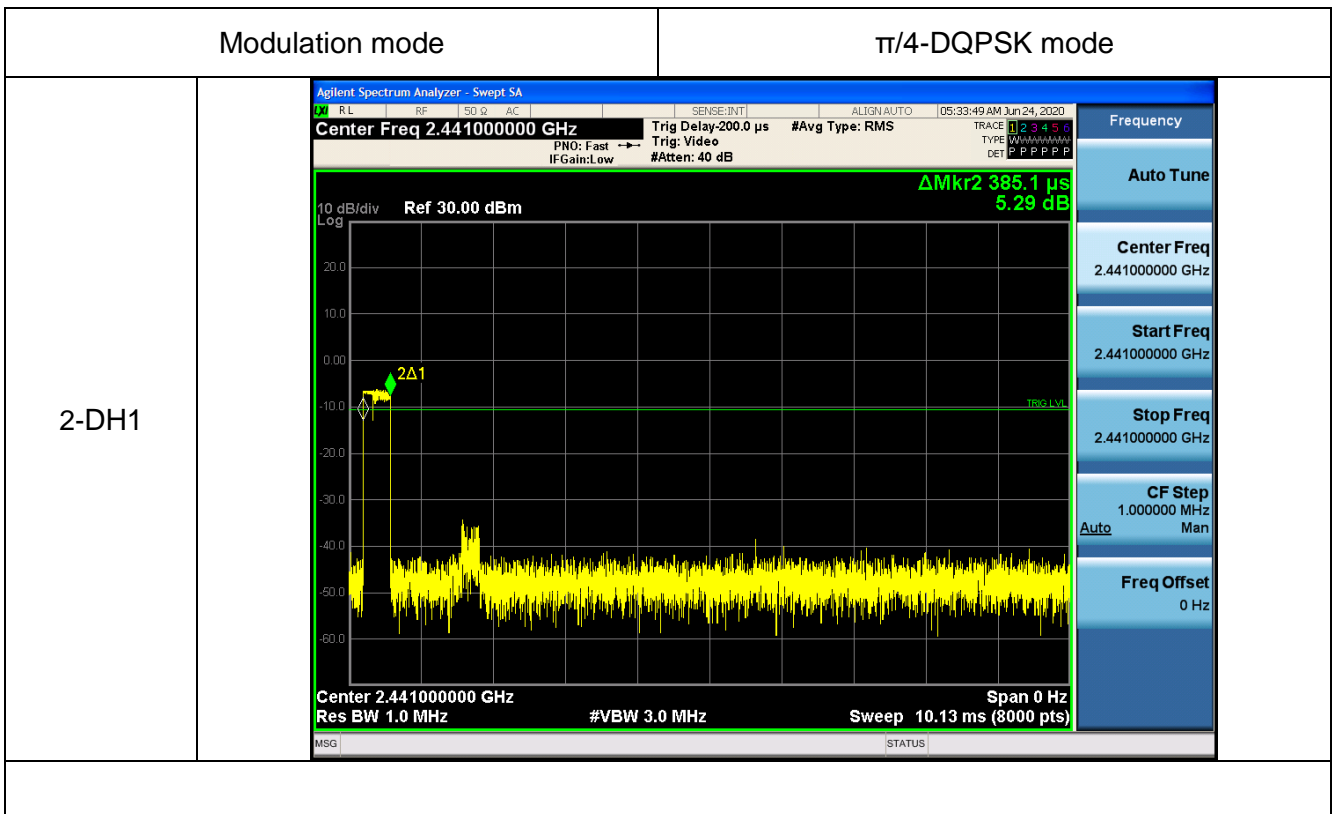 Modulation mode π/4-DQPSK mode
2-DH1
Agilent Spectrum Analyzer - Swept SA
LXI RL RF 50 Ω AC SENSE:INT ALIGN AUTO 05:33:49 AM Jun 24, 2020
Center Freq 2.441000000 GHz Trig Delay-200.0 µs #Avg Type: RMS TRACE 1 2 3 4 5 6
PNO: Fast Trig: Video TYPE WWWWWW
IFGain:Low #Atten: 40 dB DET P P P P P P
ΔMkr2 385.1 µs
5.29 dB
10 dB/div Ref 30.00 dBm
Log
20.0
10.0
0.00
2Δ1
-10.0
TRIG LVL
-20.0
-30.0
-40.0
-50.0
-60.0
Center 2.441000000 GHz Span 0 Hz
Res BW 1.0 MHz #VBW 3.0 MHz Sweep 10.13 ms (8000 pts)
MSG STATUS
Frequency
Auto Tune
Center Freq
2.441000000 GHz
Start Freq
2.441000000 GHz
Stop Freq
2.441000000 GHz
CF Step
1.000000 MHz
Auto Man
Freq Offset
0 Hz